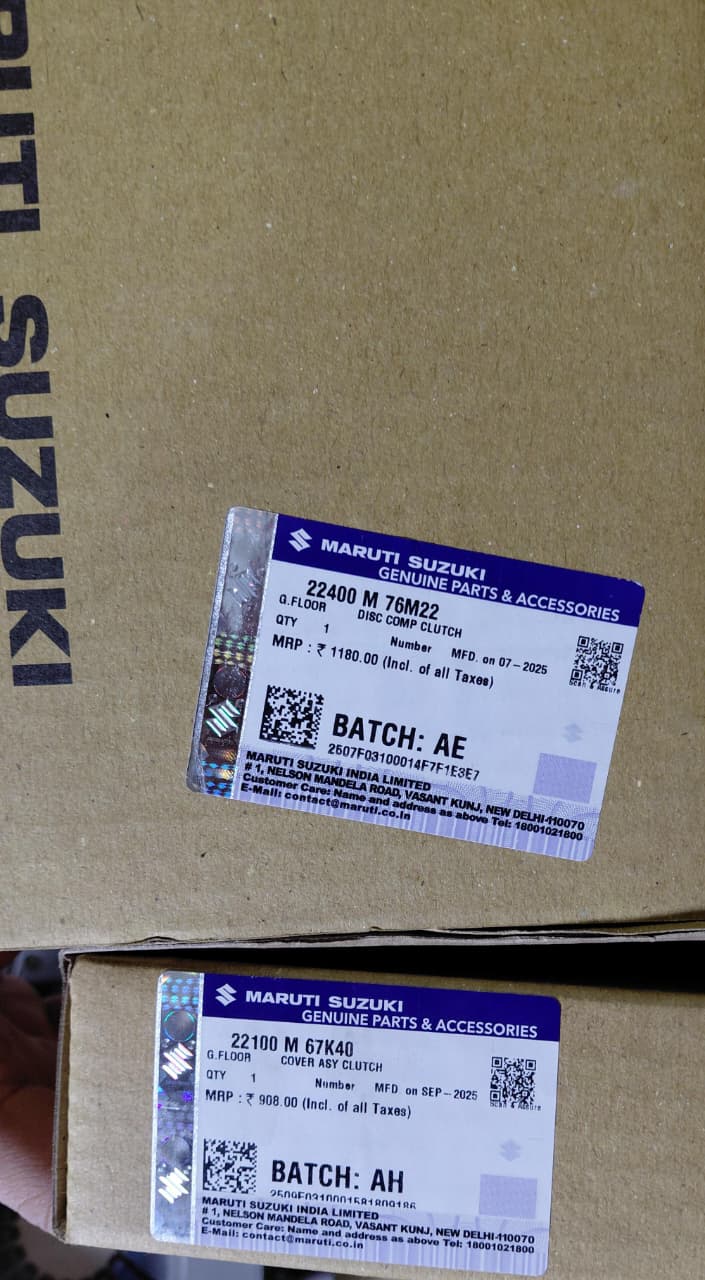 SUZUKI
MARUTI SUZUKI
GENUINE PARTS & ACCESSORIES
22400 M 76M22
G.FLOOR DISC COMP CLUTCH
QTY 1 Number MFD. on 07-2025
MRP : ₹ 1180.00 (Incl. of all Taxes)
Scan & Assure
BATCH: AE
2507F03100014F7F1E3E7
MARUTI SUZUKI INDIA LIMITED
# 1, NELSON MANDELA ROAD, VASANT KUNJ, NEW DELHI-110070
Customer Care: Name and address as above Tel: 18001021800
E-Mail: contact@maruti.co.in
MARUTI SUZUKI
GENUINE PARTS & ACCESSORIES
22100 M 67K40
G.FLOOR COVER ASY CLUTCH
QTY 1 Number MFD. on SEP-2025
MRP : ₹ 908.00 (Incl. of all Taxes)
Scan & Assure
BATCH: AH
MARUTI SUZUKI INDIA LIMITED
# 1, NELSON MANDELA ROAD, VASANT KUNJ, NEW DELHI-110070
Customer Care: Name and address as above Tel: 18001021800
E-Mail: contact@maruti.co.in